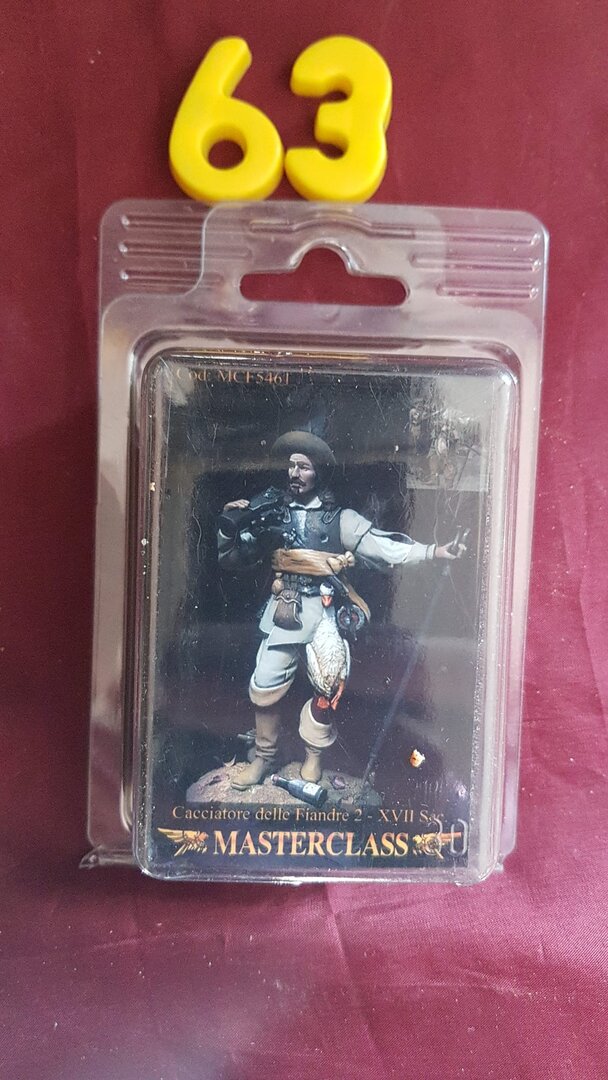 63
Cod: MCF5461
Cacciatore delle Fiandre 2 - XVII Sec.
MASTERCLASS